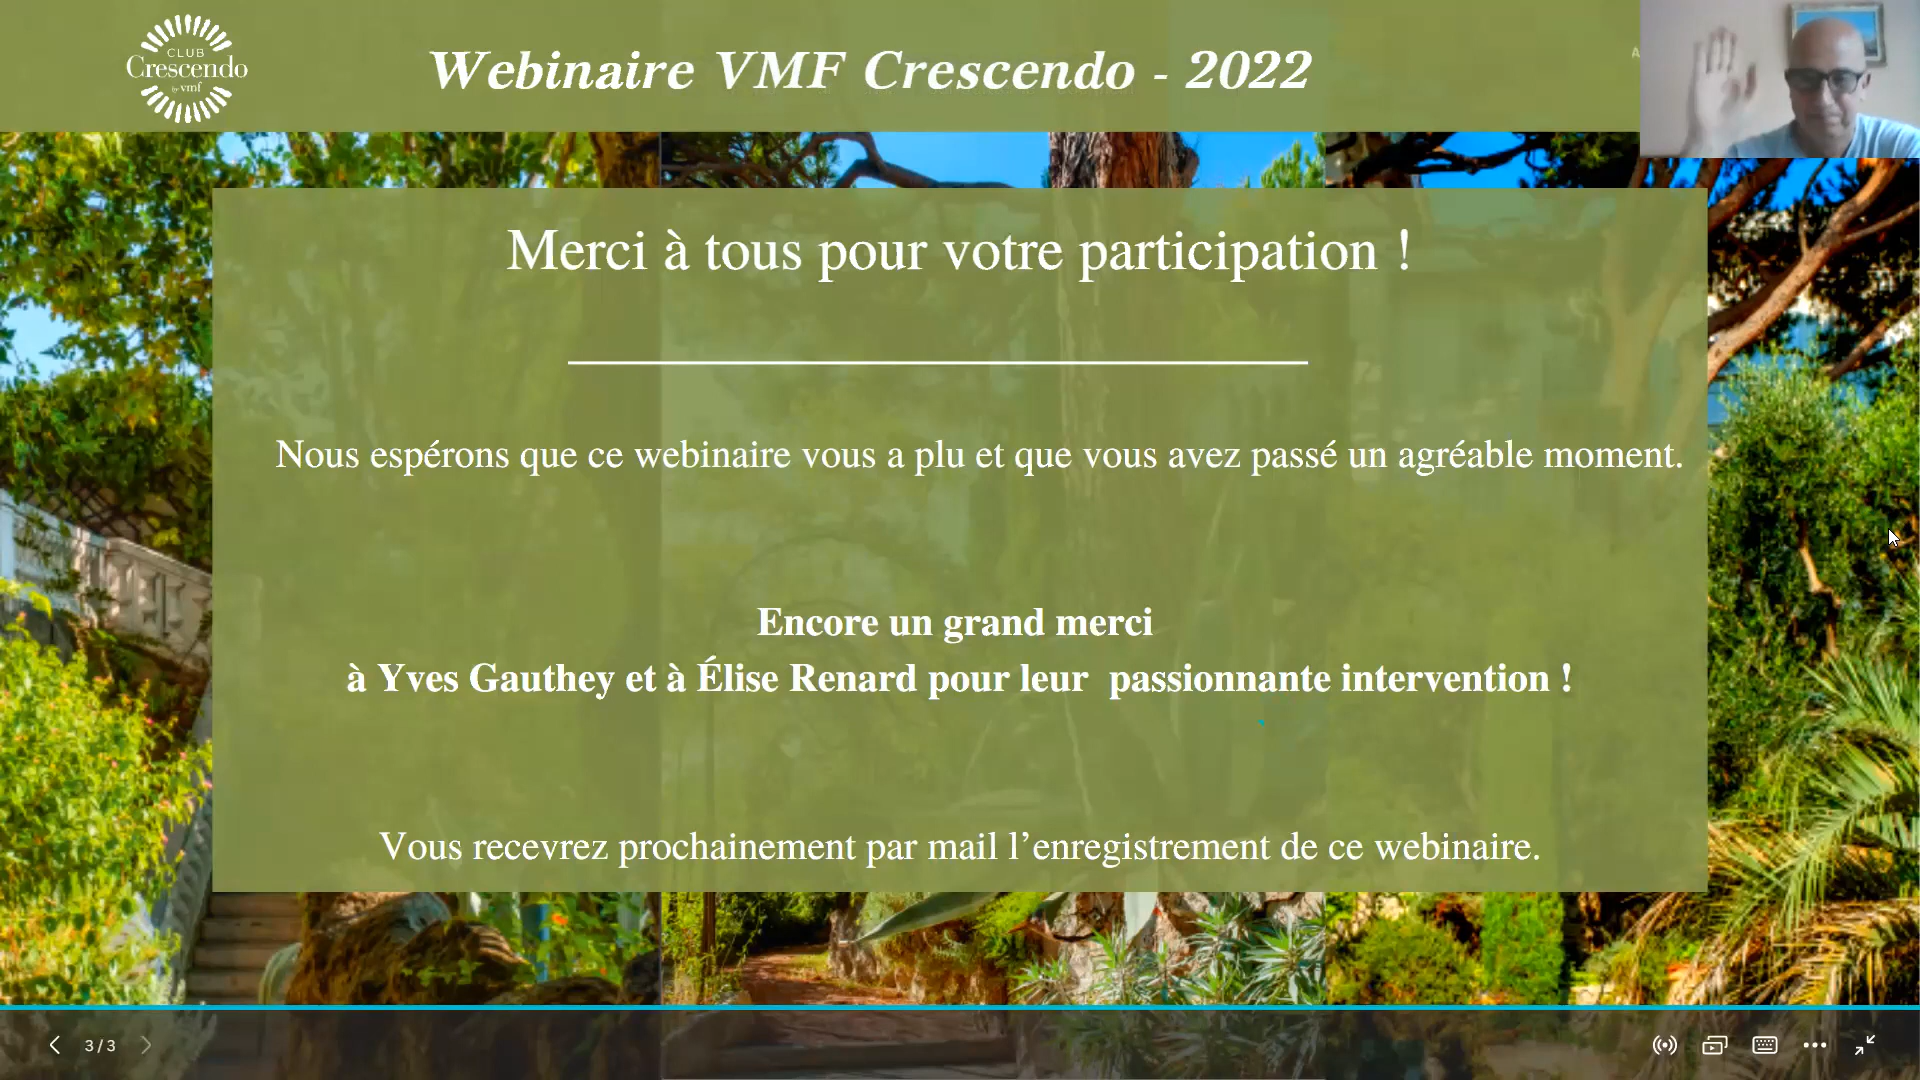 CLUB
Crescendo
by vmf
Webinaire VMF Crescendo - 2022
A
Merci à tous pour votre participation !
Nous espérons que ce webinaire vous a plu et que vous avez passé un agréable moment.
Encore un grand merci
à Yves Gauthey et à Élise Renard pour leur  passionnante intervention !
Vous recevrez prochainement par mail l’enregistrement de ce webinaire.
3 / 3